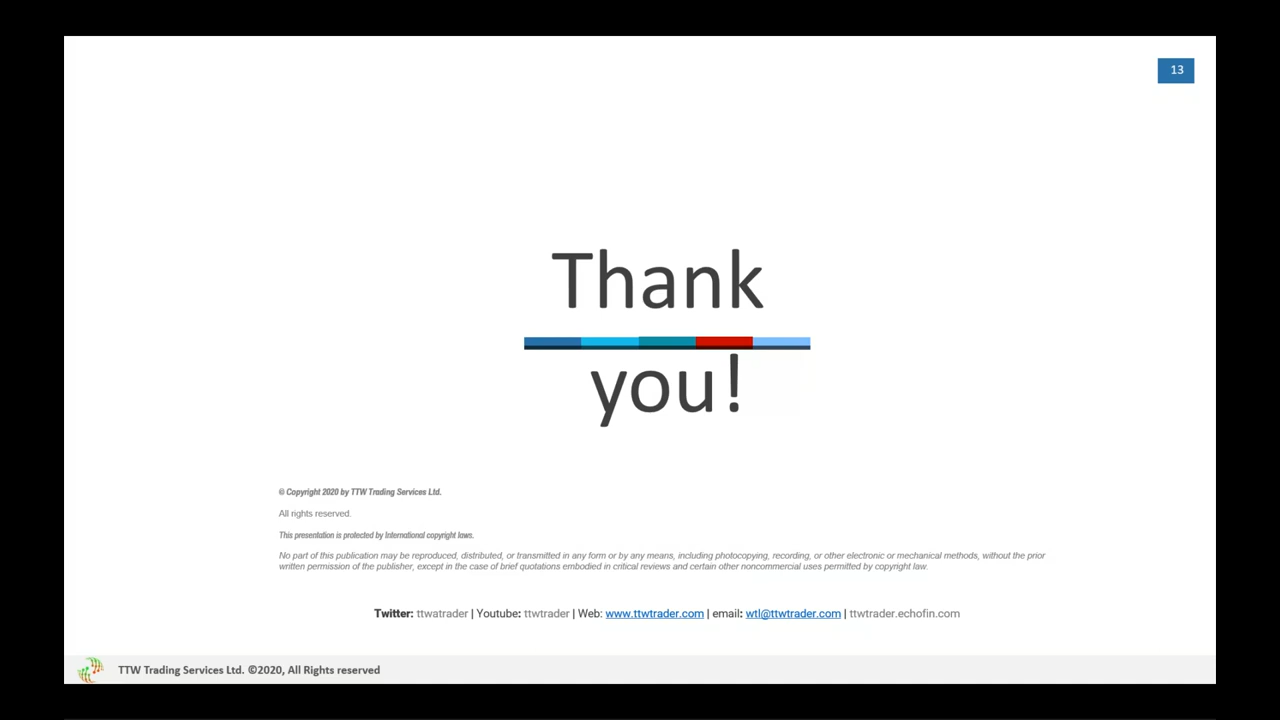 13
Thank
you!
© Copyright 2020 by TTW Trading Services Ltd.
All rights reserved.
This presentation is protected by International copyright laws.
No part of this publication may be reproduced, distributed, or transmitted in any form or by any means, including photocopying, recording, or other electronic or mechanical methods, without the prior
written permission of the publisher, except in the case of brief quotations embodied in critical reviews and certain other noncommercial uses permitted by copyright law.
Twitter: ttwatrader | Youtube: ttwtrader | Web: www.ttwtrader.com | email: wtl@ttwtrader.com | ttwtrader.echofin.com
TTW Trading Services Ltd. ©2020, All Rights reserved